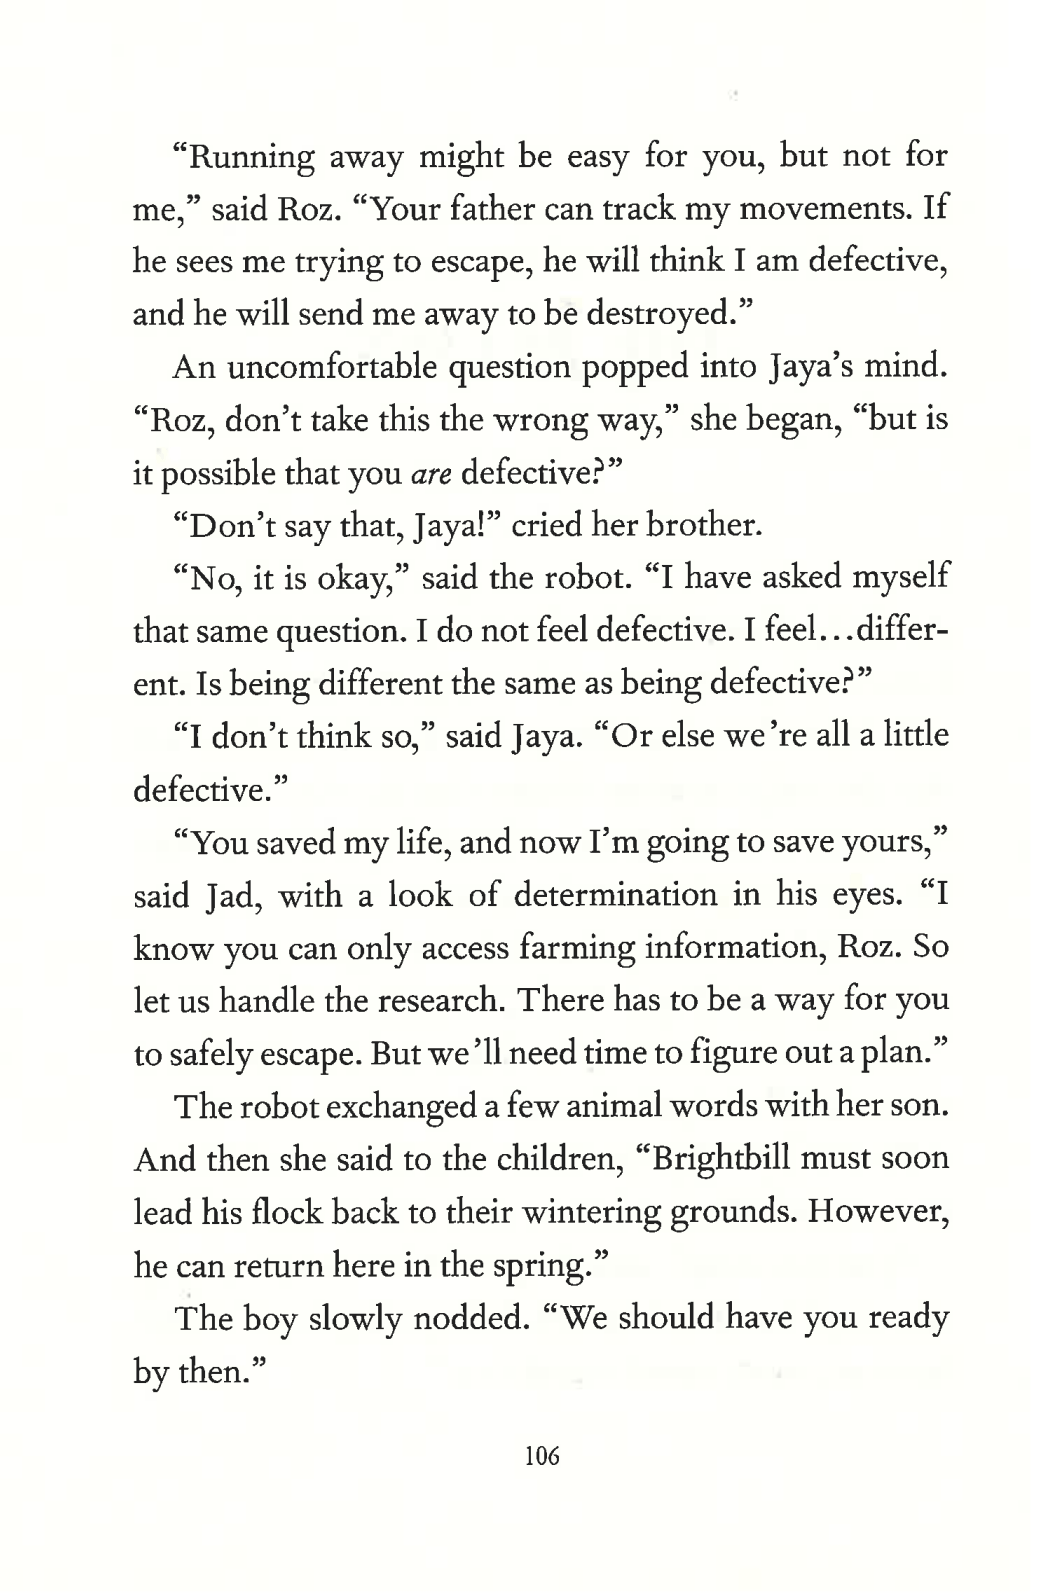 “Running away might be easy for you, but not for
me,” said Roz. “Your father can track my movements. If
he sees me trying to escape, he will think I am defective,
and he will send me away to be destroyed.”
An uncomfortable question popped into Jaya’s mind.
“Roz, don’t take this the wrong way,” she began, “but is
it possible that you are defective?”
“Don’t say that, Jaya!” cried her brother.
“No, it is okay,” said the robot. “I have asked myself
that same question. I do not feel defective. I feel...differ-
ent. Is being different the same as being defective?”
“I don’t think so,” said Jaya. “Or else we’re all a little
defective.”
“You saved my life, and now I’m going to save yours,”
said Jad, with a look of determination in his eyes. “I
know you can only access farming information, Roz. So
let us handle the research. There has to be a way for you
to safely escape. But we’ll need time to figure out a plan.”
The robot exchanged a few animal words with her son.
And then she said to the children, “Brightbill must soon
lead his flock back to their wintering grounds. However,
he can return here in the spring.”
The boy slowly nodded. “We should have you ready
by then.”
106